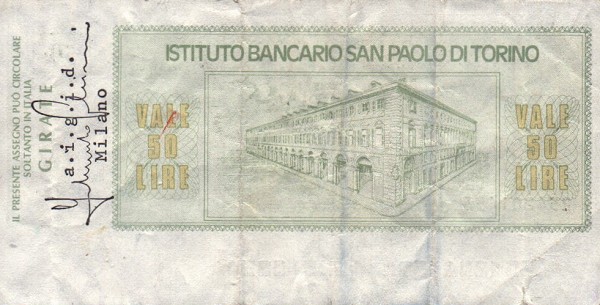 IL PRESENTE ASSEGNO PUÒ CIRCOLARE
SOLTANTO IN ITALIA
GIRATE
a.i.g.i.d.
Milano
ISTITUTO BANCARIO SAN PAOLO DI TORINO
VALE
50
LIRE
VALE
50
LIRE